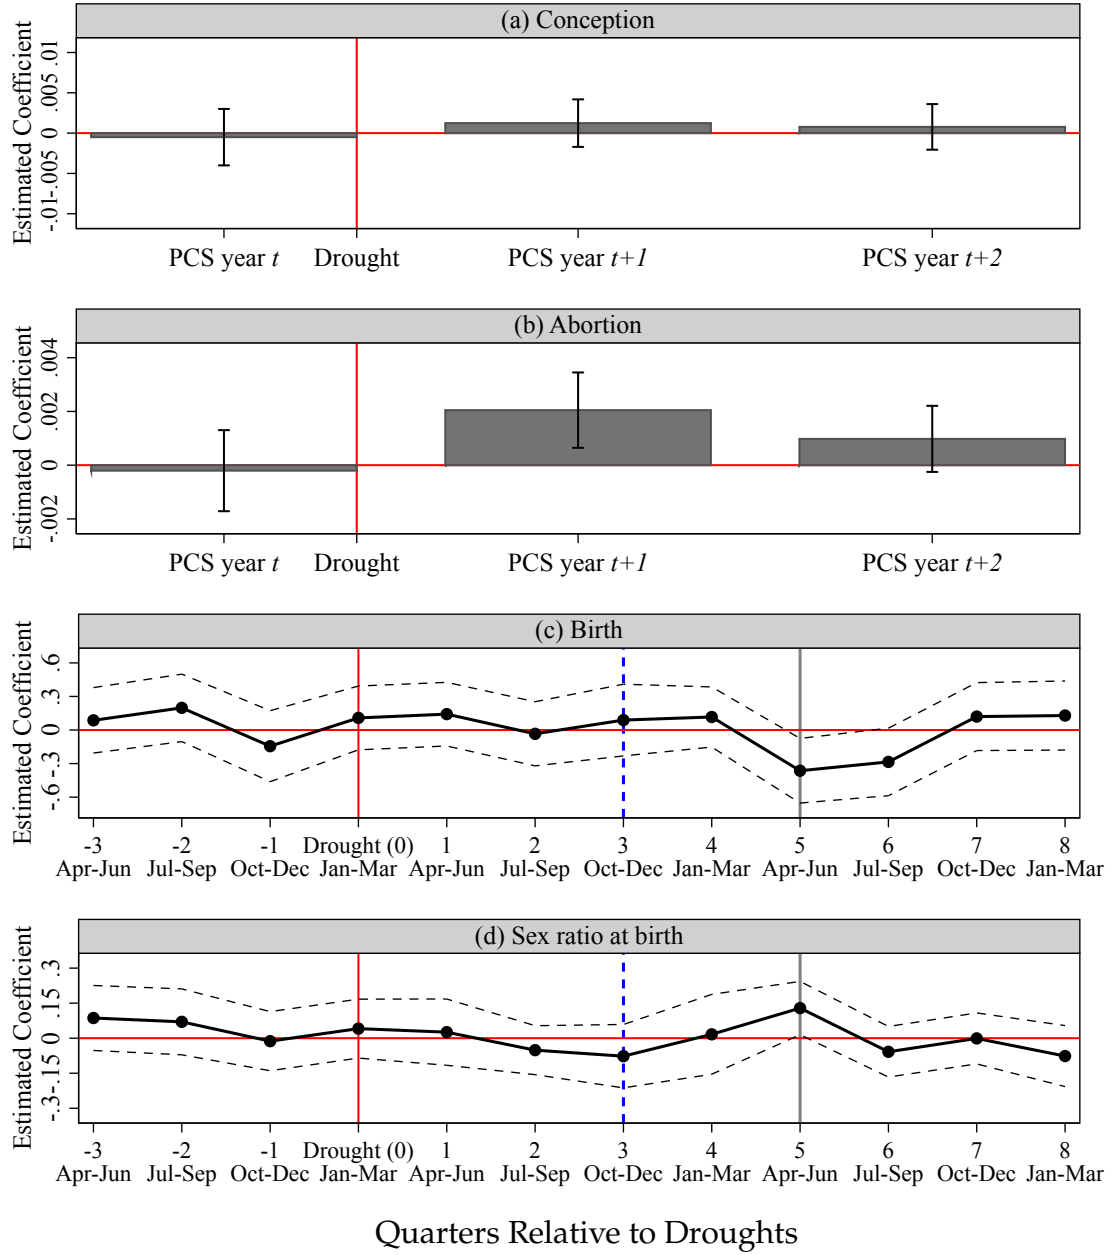 (a) Conception
Estimated Coefficient
.01
.005
0
-.005
-.01
PCS year t Drought PCS year t+1 PCS year t+2
(b) Abortion
Estimated Coefficient
.004
.002
0
-.002
PCS year t Drought PCS year t+1 PCS year t+2
(c) Birth
Estimated Coefficient
.6
.3
0
-.3
-.6
-3 -2 -1 Drought (0) 1 2 3 4 5 6 7 8
Apr-Jun Jul-Sep Oct-Dec Jan-Mar Apr-Jun Jul-Sep Oct-Dec Jan-Mar Apr-Jun Jul-Sep Oct-Dec Jan-Mar
(d) Sex ratio at birth
Estimated Coefficient
.3
.15
0
-.15
-.3
-3 -2 -1 Drought (0) 1 2 3 4 5 6 7 8
Apr-Jun Jul-Sep Oct-Dec Jan-Mar Apr-Jun Jul-Sep Oct-Dec Jan-Mar Apr-Jun Jul-Sep Oct-Dec Jan-Mar
Quarters Relative to Droughts